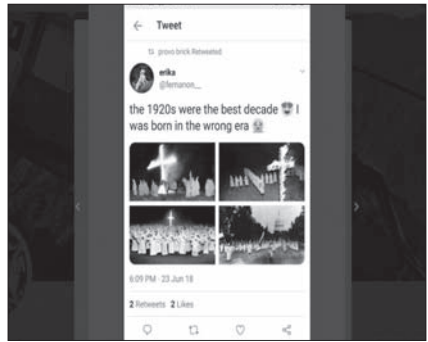 Tweet
provo brick Retweeted
erika
@fernanon__
the 1920s were the best decade 😍 I
was born in the wrong era 😩
6:09 PM · 23 Jun 18
2 Retweets 2 Likes